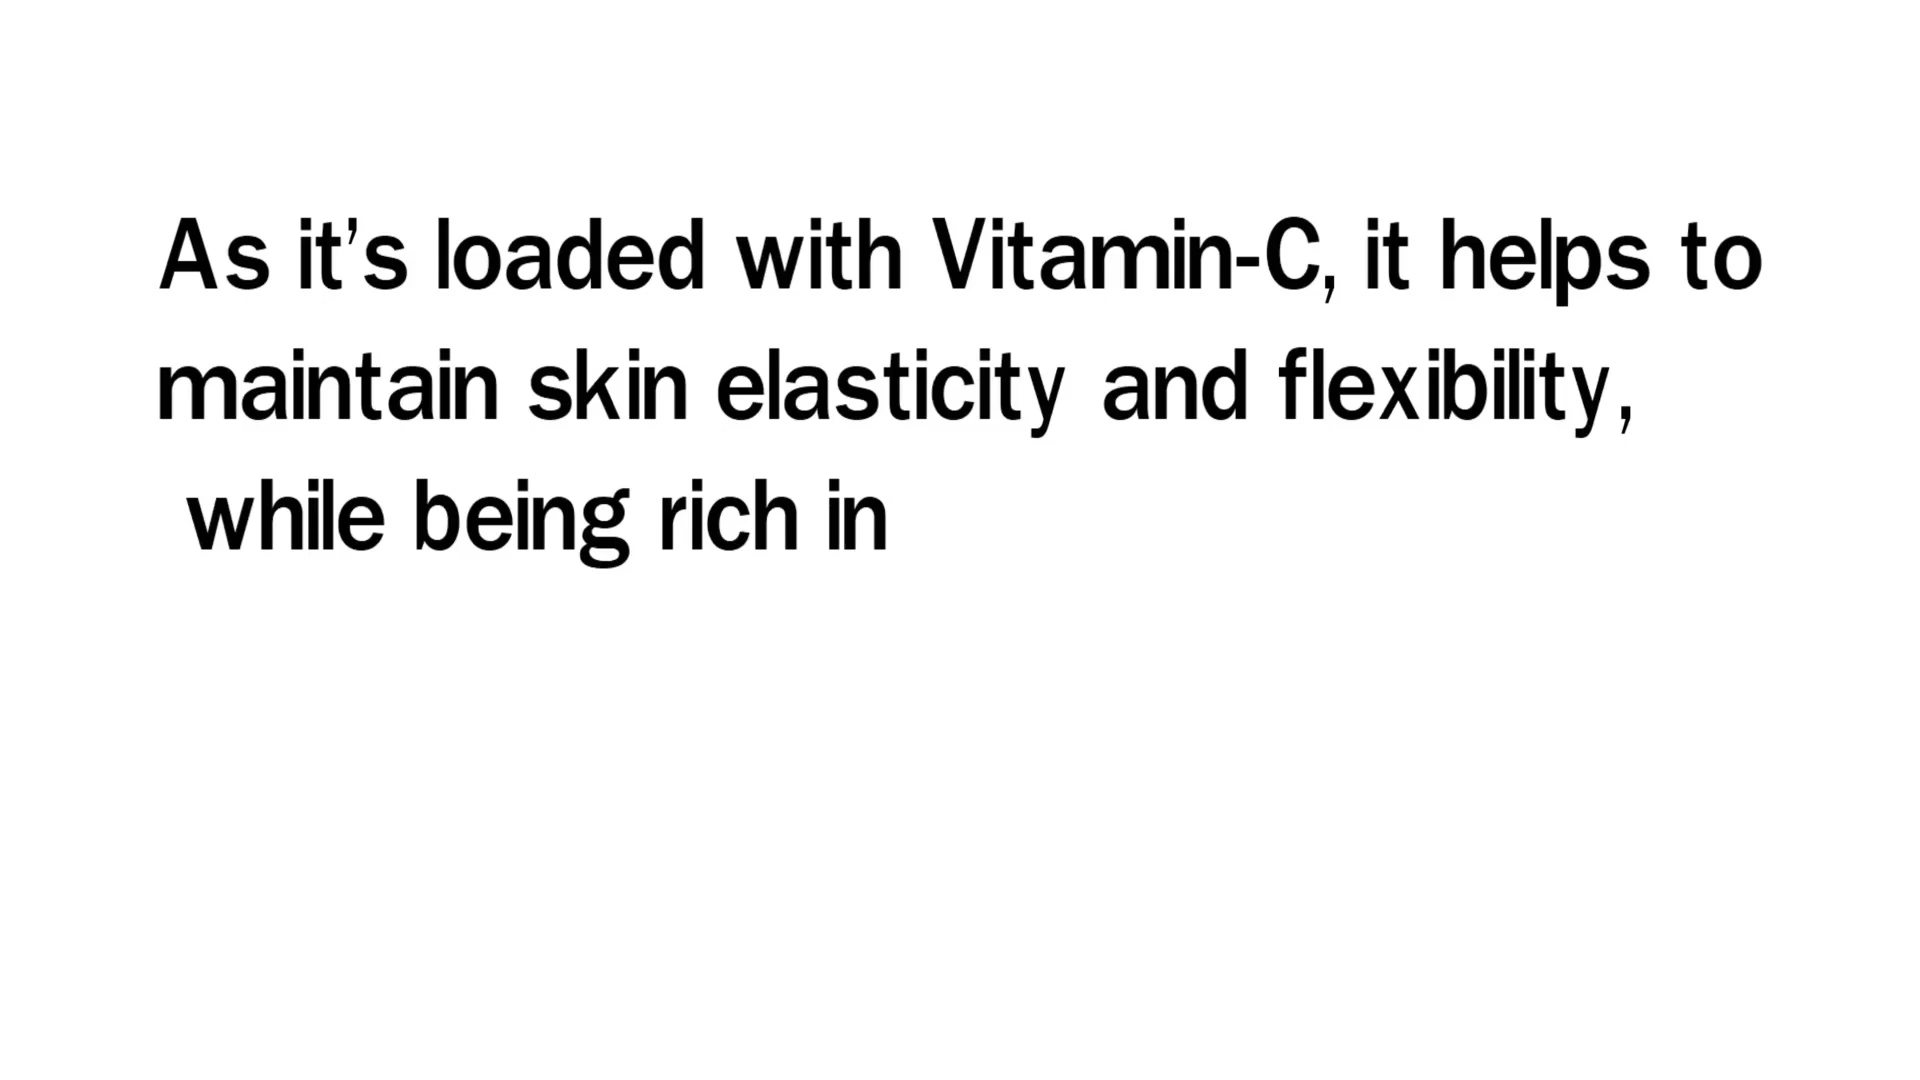 As it’s loaded with Vitamin-C, it helps to
maintain skin elasticity and flexibility,
while being rich in